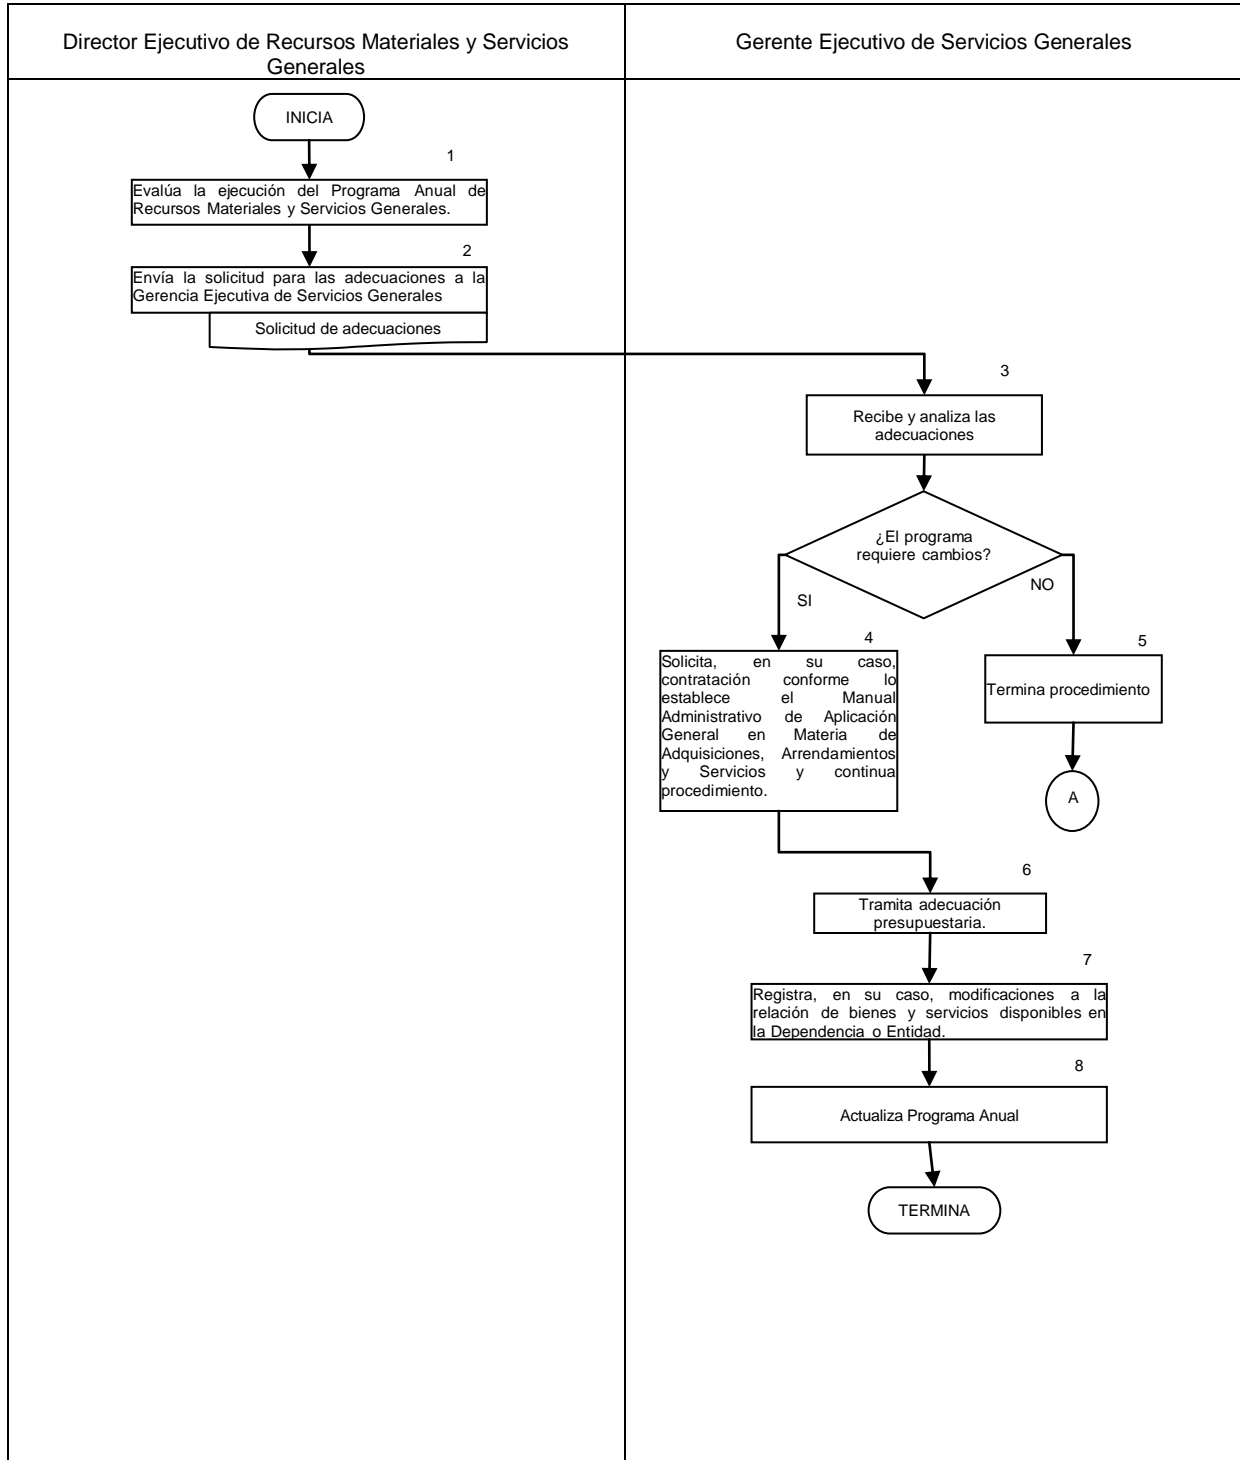 Director Ejecutivo de Recursos Materiales y Servicios
Generales
Gerente Ejecutivo de Servicios Generales
INICIA
1
Evalúa la ejecución del Programa Anual de
Recursos Materiales y Servicios Generales.
2
Envía la solicitud para las adecuaciones a la
Gerencia Ejecutiva de Servicios Generales
Solicitud de adecuaciones
3
Recibe y analiza las
adecuaciones
¿El programa
requiere cambios?
SI
NO
4
Solicita, en su caso,
contratación conforme lo
establece el Manual
Administrativo de Aplicación
General en Materia de
Adquisiciones, Arrendamientos
y Servicios y continua
procedimiento.
5
Termina procedimiento
A
6
Tramita adecuación
presupuestaria.
7
Registra, en su caso, modificaciones a la
relación de bienes y servicios disponibles en
la Dependencia o Entidad.
8
Actualiza Programa Anual
TERMINA